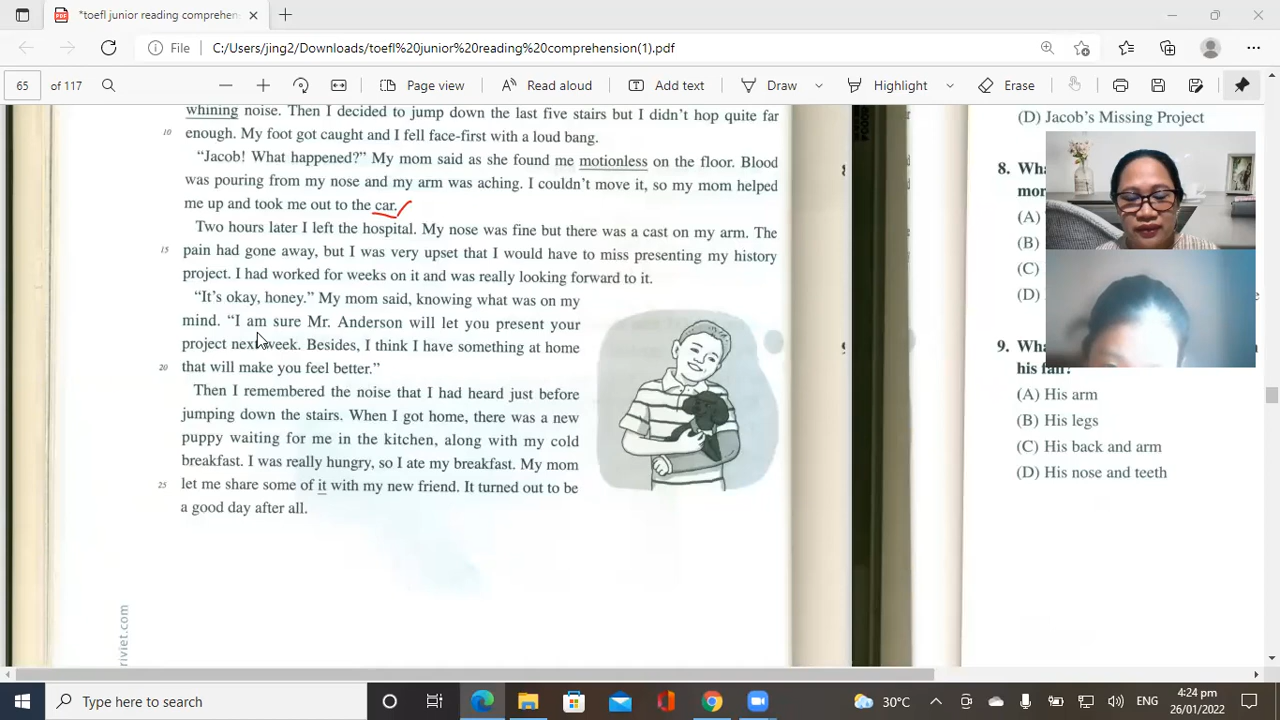 *toefl junior reading comprehen
File
C:/Users/jing2/Downloads/toefl%20junior%20reading%20comprehension(1).pdf
65 of 117
Page view
Read aloud
Add text
Draw
Highlight
Erase
whining noise. Then I decided to jump down the last five stairs but I didn't hop quite far
10 enough. My foot got caught and I fell face-first with a loud bang.
"Jacob! What happened?" My mom said as she found me motionless on the floor. Blood
was pouring from my nose and my arm was aching. I couldn't move it, so my mom helped
me up and took me out to the car.
Two hours later I left the hospital. My nose was fine but there was a cast on my arm. The
15 pain had gone away, but I was very upset that I would have to miss presenting my history
project. I had worked for weeks on it and was really looking forward to it.
"It's okay, honey." My mom said, knowing what was on my
mind. "I am sure Mr. Anderson will let you present your
project next week. Besides, I think I have something at home
20 that will make you feel better."
Then I remembered the noise that I had heard just before
jumping down the stairs. When I got home, there was a new
puppy waiting for me in the kitchen, along with my cold
breakfast. I was really hungry, so I ate my breakfast. My mom
25 let me share some of it with my new friend. It turned out to be
a good day after all.
riviet.com
(D) Jacob's Missing Project
8. Wha
mor
(A)
(B)
(C)
(D)
9. Wha
his fall?
(A) His arm
(B) His legs
(C) His back and arm
(D) His nose and teeth
Type here to search
30°C
ENG
4:24 pm
26/01/2022